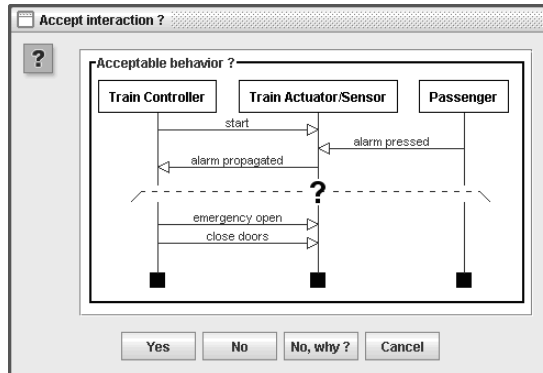 Accept interaction ?
?
Acceptable behavior ?
Train Controller Train Actuator/Sensor Passenger
start
alarm pressed
alarm propagated
?
emergency open
close doors
Yes No No, why ? Cancel